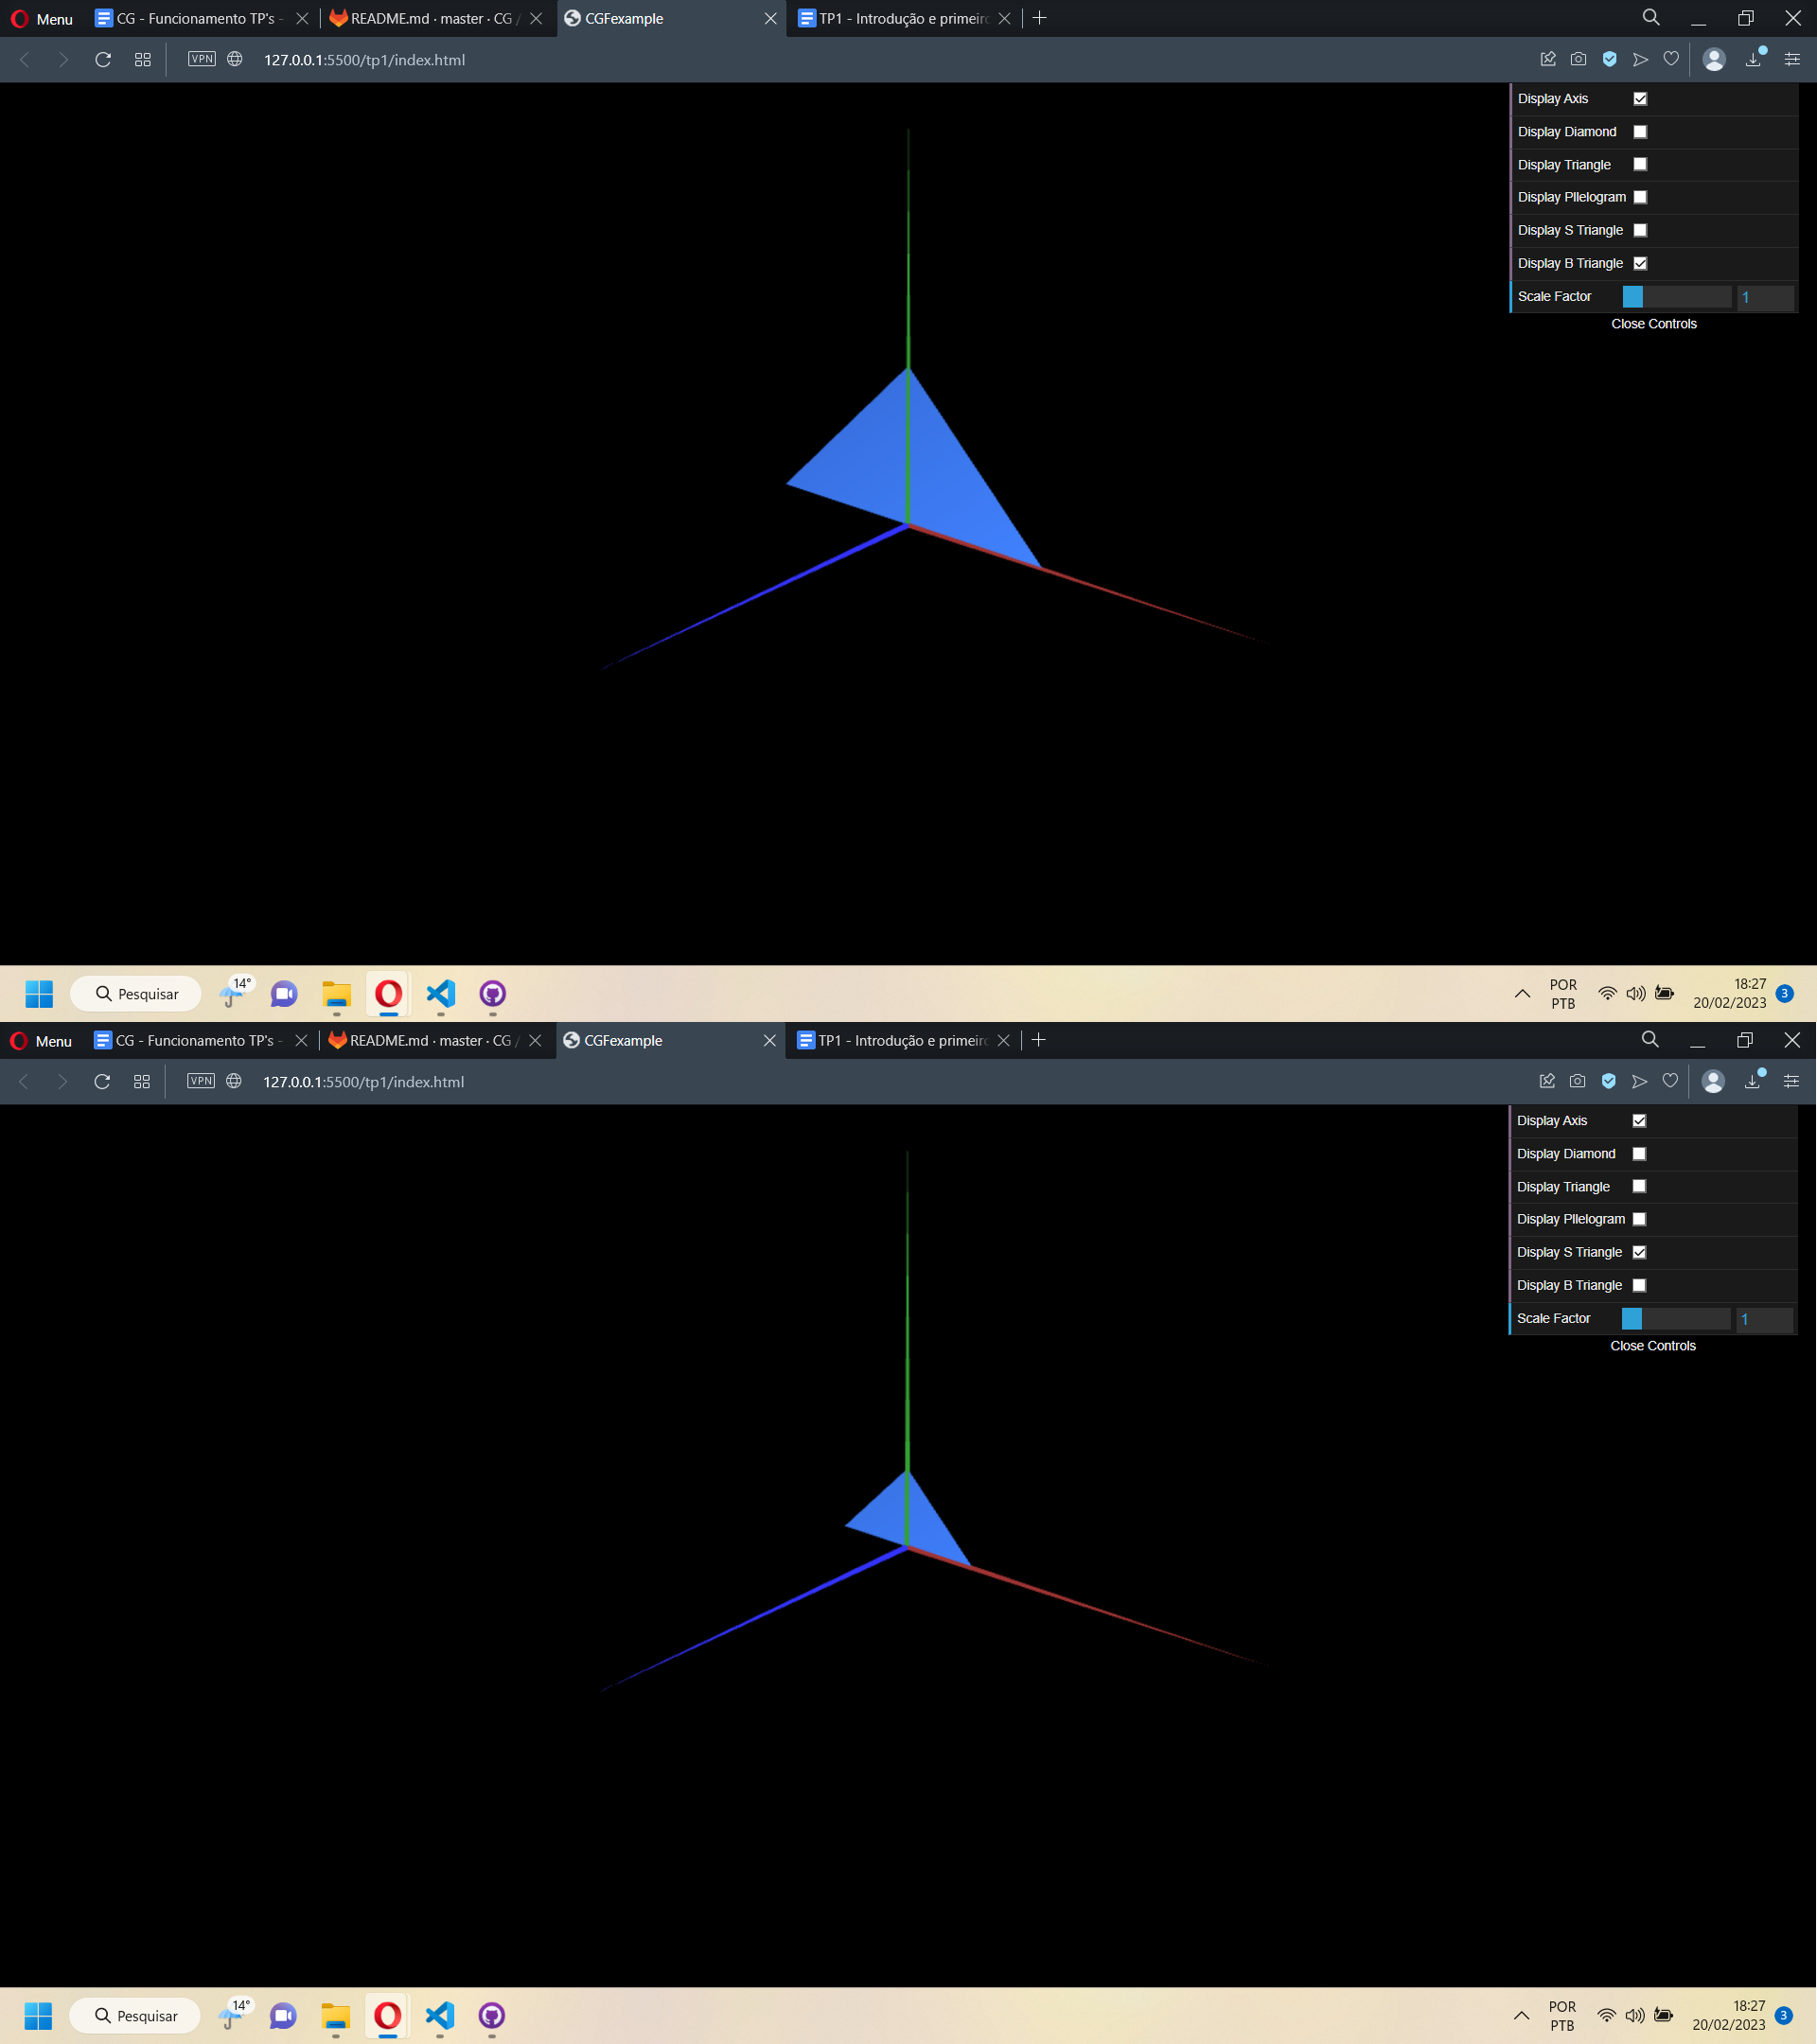 Menu
CG - Funcionamento TP's -
README.md · master · CG /
CGFexample
TP1 - Introdução e primeiro
VPN
127.0.0.1:5500/tp1/index.html
Display Axis
Display Diamond
Display Triangle
Display Pllelogram
Display S Triangle
Display B Triangle
Scale Factor 1
Close Controls
Pesquisar
14°
POR
PTB
18:27
20/02/2023
3
Menu
CG - Funcionamento TP's -
README.md · master · CG /
CGFexample
TP1 - Introdução e primeiro
VPN
127.0.0.1:5500/tp1/index.html
Display Axis
Display Diamond
Display Triangle
Display Pllelogram
Display S Triangle
Display B Triangle
Scale Factor 1
Close Controls
Pesquisar
14°
POR
PTB
18:27
20/02/2023
3